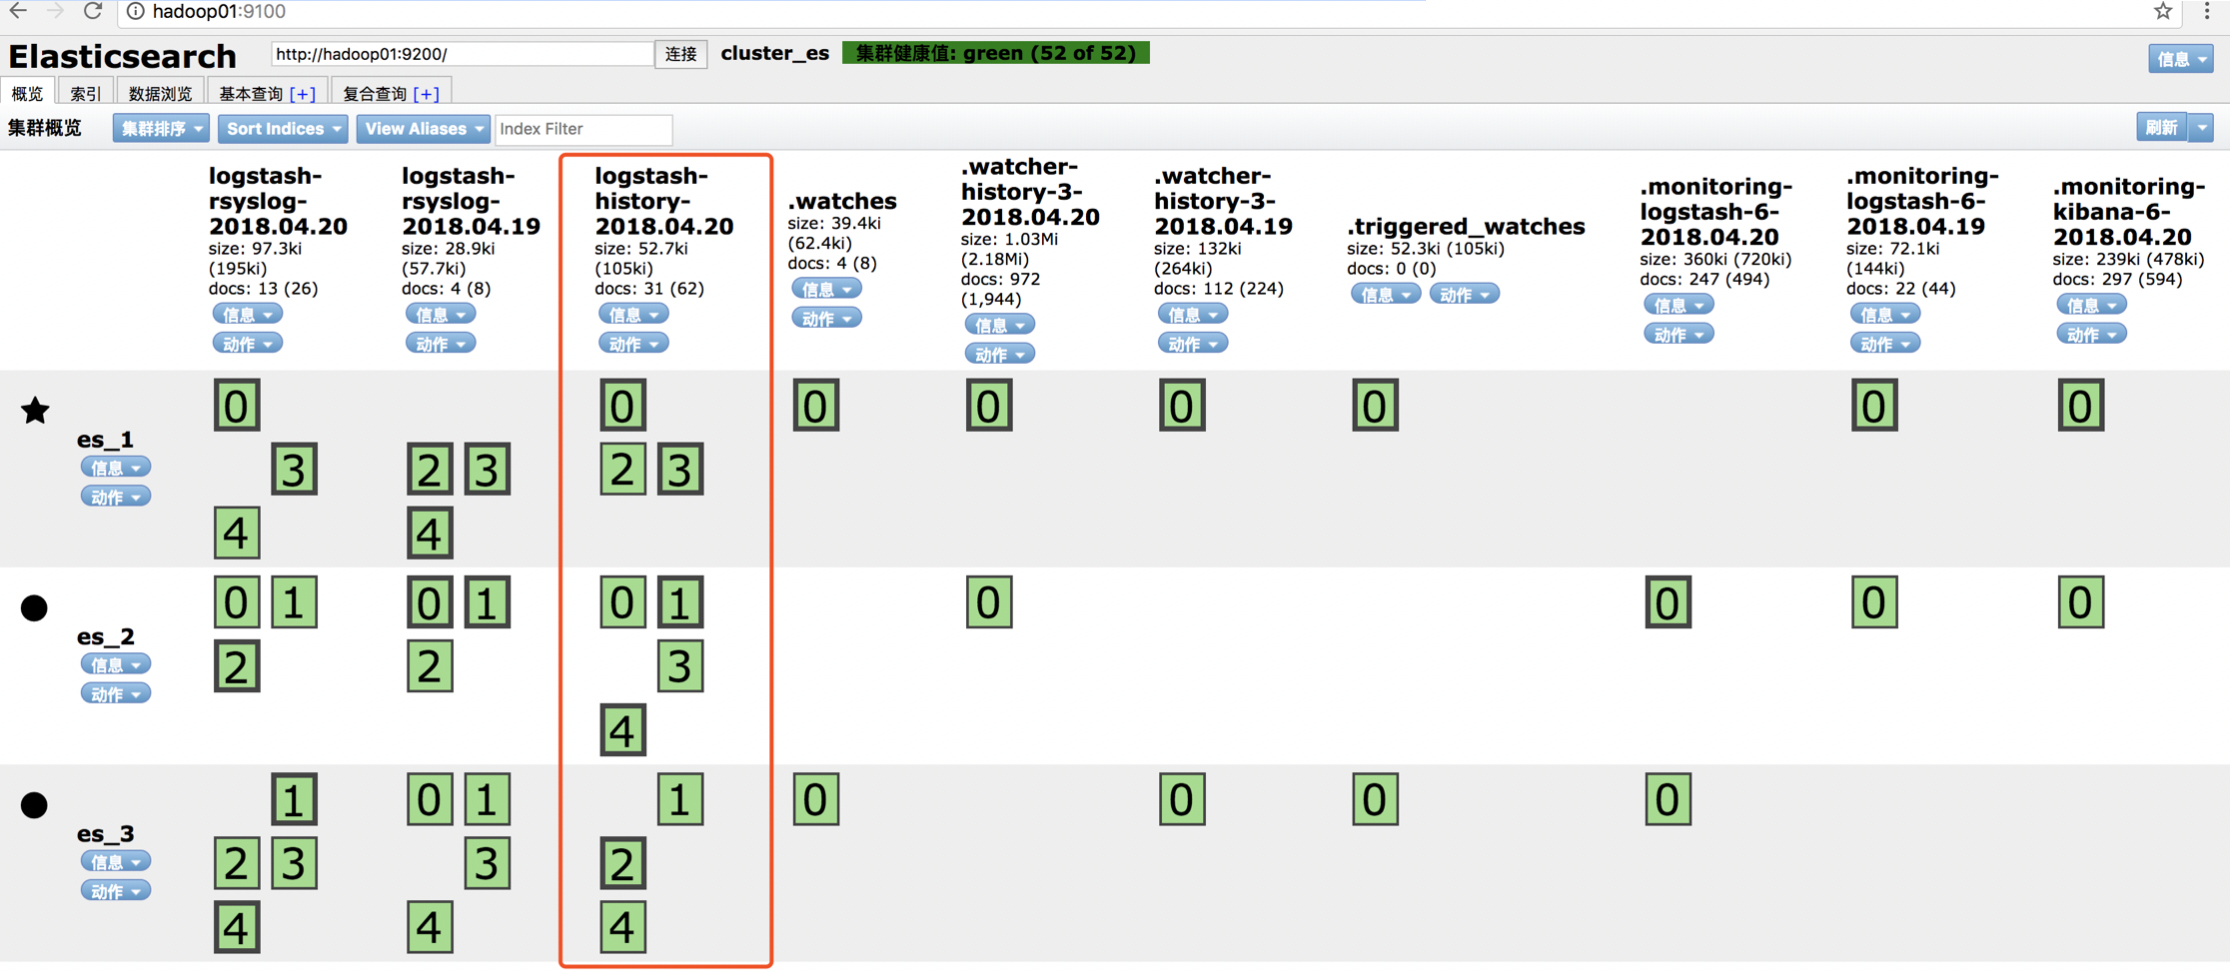 hadoop01:9100
Elasticsearch
http://hadoop01:9200/
连接
cluster_es
集群健康值: green (52 of 52)
信息
概览
索引
数据浏览
基本查询 [+]
复合查询 [+]
集群概览
集群排序
Sort Indices
View Aliases
Index Filter
刷新
logstash-
rsyslog-
2018.04.20
size: 97.3ki
(195ki)
docs: 13 (26)
信息
动作
logstash-
rsyslog-
2018.04.19
size: 28.9ki
(57.7ki)
docs: 4 (8)
信息
动作
logstash-
history-
2018.04.20
size: 52.7ki
(105ki)
docs: 31 (62)
信息
动作
.watches
size: 39.4ki
(62.4ki)
docs: 4 (8)
信息
动作
.watcher-
history-3-
2018.04.20
size: 1.03Mi
(2.18Mi)
docs: 972
(1,944)
信息
动作
.watcher-
history-3-
2018.04.19
size: 132ki
(264ki)
docs: 112 (224)
信息
动作
.triggered_watches
size: 52.3ki (105ki)
docs: 0 (0)
信息 动作
.monitoring-
logstash-6-
2018.04.20
size: 360ki (720ki)
docs: 247 (494)
信息
动作
.monitoring-
logstash-6-
2018.04.19
size: 72.1ki
(144ki)
docs: 22 (44)
信息
动作
.monitoring-
kibana-6-
2018.04.20
size: 239ki (478ki)
docs: 297 (594)
信息
动作
es_1
信息
动作
0 0 0 0 0 0 0 0
3 2 3 2 3
4 4
es_2
信息
动作
0 1 0 1 0 1 0 0 0 0
2 2 3
4
es_3
信息
动作
1 0 1 1 0 0 0 0
2 3 3 2
4 4 4